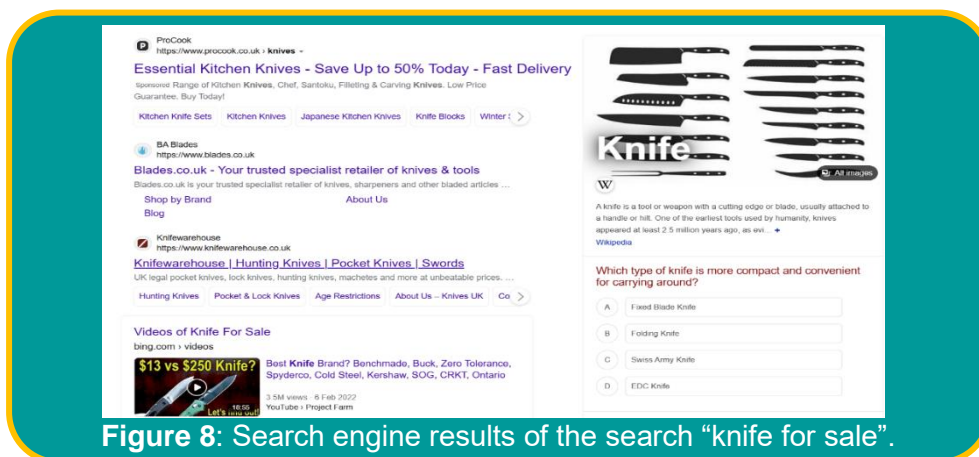 ProCook
https://www.procook.co.uk › knives
Essential Kitchen Knives - Save Up to 50% Today - Fast Delivery
Sponsored Range of Kitchen Knives, Chef, Santoku, Filleting & Carving Knives. Low Price
Guarantee. Buy Today!
Kitchen Knife Sets Kitchen Knives Japanese Kitchen Knives Knife Blocks Winter
BA Blades
https://www.blades.co.uk
Blades.co.uk - Your trusted specialist retailer of knives & tools
Blades.co.uk is your trusted specialist retailer of knives, sharpeners and other bladed articles ...
Shop by Brand About Us
Blog
Knifewarehouse
https://www.knifewarehouse.co.uk
Knifewarehouse | Hunting Knives | Pocket Knives | Swords
UK legal pocket knives, lock knives, hunting knives, machetes and more at unbeatable prices. ...
Hunting Knives Pocket & Lock Knives Age Restrictions About Us – Knives UK Co
Videos of Knife For Sale
bing.com › videos
$13 vs $250 Knife?
Let's find out!
18:55
Best Knife Brand? Benchmade, Buck, Zero Tolerance,
Spyderco, Cold Steel, Kershaw, SOG, CRKT, Ontario
3.5M views · 6 Feb 2022
YouTube › Project Farm
Knife
W
All images
A knife is a tool or weapon with a cutting edge or blade, usually attached to
a handle or hilt. One of the earliest tools used by humanity, knives
appeared at least 2.5 million years ago, as evi... +
Wikipedia
Which type of knife is more compact and convenient
for carrying around?
A Fixed Blade Knife
B Folding Knife
C Swiss Army Knife
D EDC Knife
Figure 8: Search engine results of the search “knife for sale”.